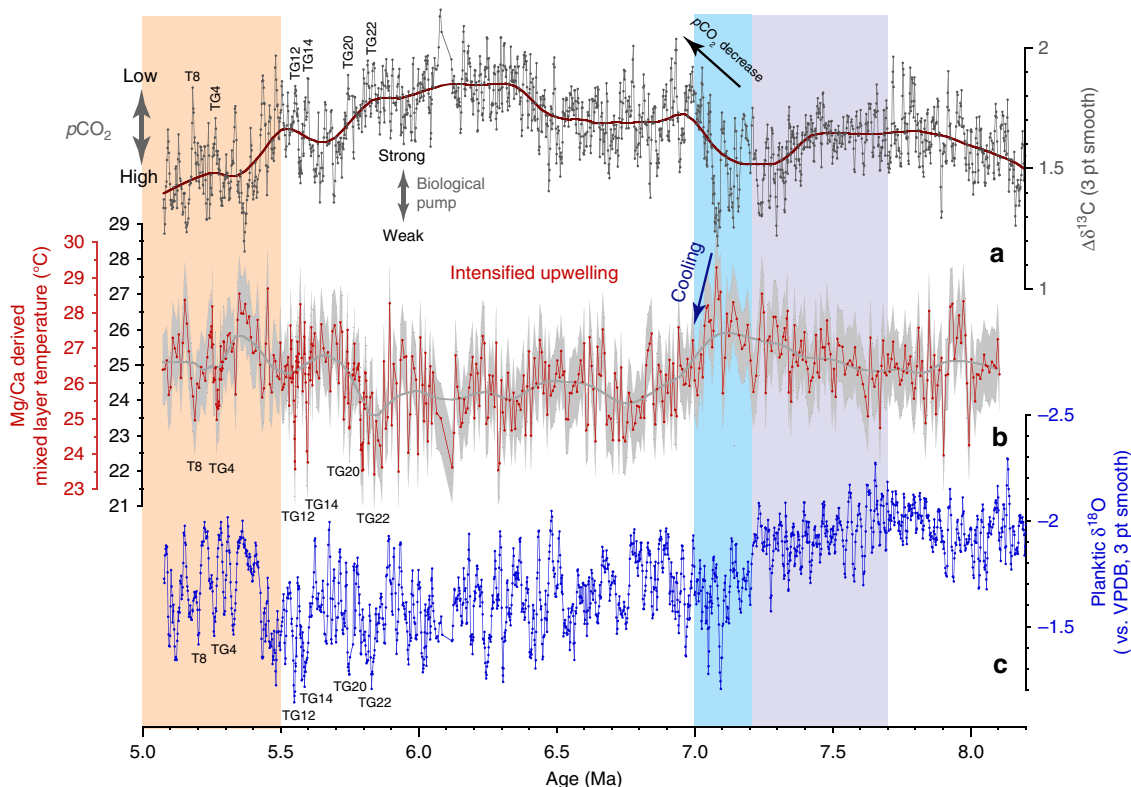 T8
TG4
TG12
TG14
TG20
TG22
pCO2 decrease
Low
pCO2
High
Strong
Biological
pump
Weak
2
1.5
1
Δδ13C (3 pt smooth)
a
29
28
27
26
25
24
23
22
21
30
29
28
27
26
25
24
23
Mg/Ca derived
mixed layer temperature (°C)
Intensified upwelling
Cooling
T8
TG4
TG12
TG14
TG20
TG22
b
−2.5
−2
−1.5
Planktic δ18O
( vs. VPDB, 3 pt smooth)
T8
TG4
TG12
TG14
TG20
TG22
c
5.0
5.5
6.0
6.5
7.0
7.5
8.0
Age (Ma)